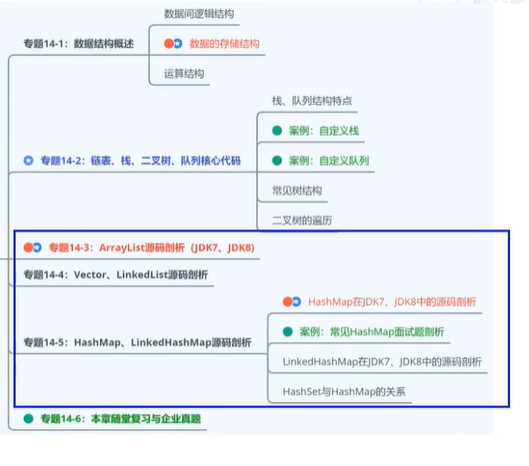 数据间逻辑结构
专题14-1：数据结构概述
数据的存储结构
运算结构
栈、队列结构特点
案例：自定义栈
专题14-2：链表、栈、二叉树、队列核心代码
案例：自定义队列
常见树结构
二叉树的遍历
专题14-3：ArrayList源码剖析（JDK7、JDK8)
专题14-4：Vector、LinkedList源码剖析
HashMap在JDK7、JDK8中的源码剖析
案例：常见HashMap面试题剖析
专题14-5：HashMap、LinkedHashMap源码剖析
LinkedHashMap在JDK7、JDK8中的源码剖析
HashSet与HashMap的关系
专题14-6：本章随堂复习与企业真题